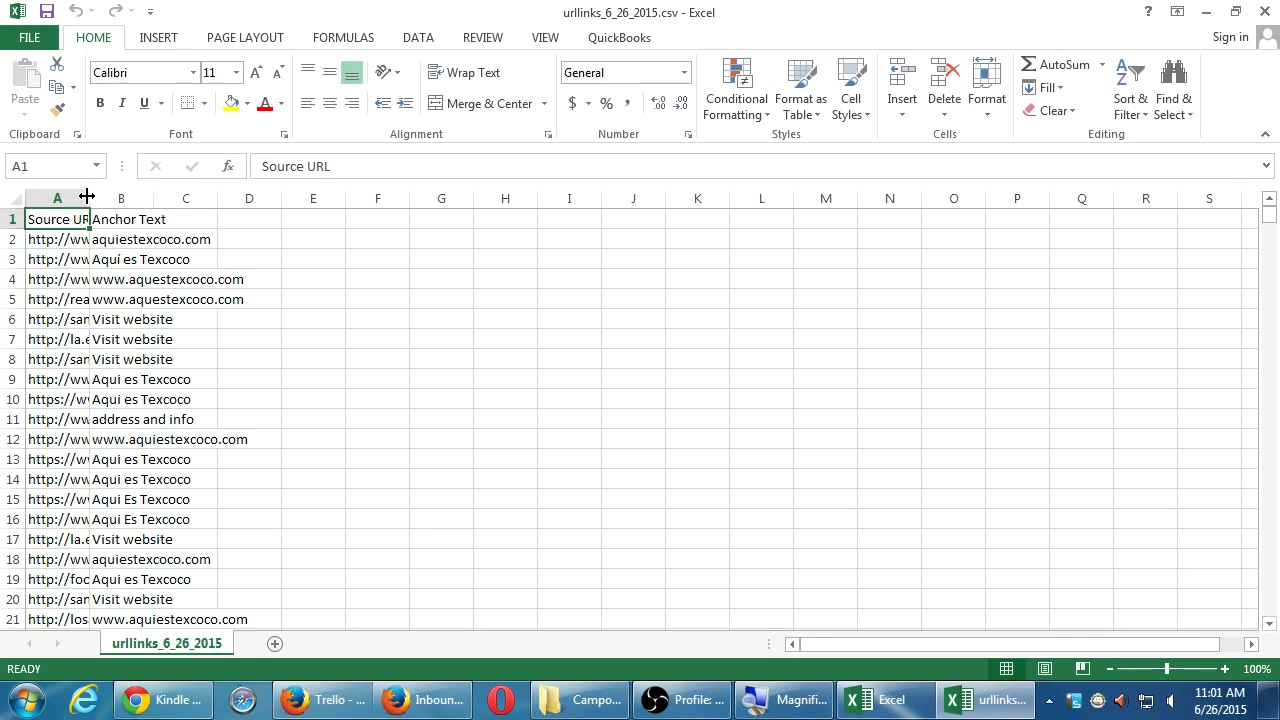 urllinks_6_26_2015.csv - Excel
FILE HOME INSERT PAGE LAYOUT FORMULAS DATA REVIEW VIEW QuickBooks Sign in
Paste Calibri 11 Wrap Text General Conditional Formatting Format as Table Cell Styles Insert Delete Format AutoSum Sort & Filter Find & Select
B I U A Merge & Center $ % , Fill
Clear
Clipboard Font Alignment Number Styles Cells Editing
A1 fx Source URL
A B C D E F G H I J K L M N O P Q R S
1 Source UR Anchor Text
2 http://ww aquiestexcoco.com
3 http://ww Aquí es Texcoco
4 http://ww www.aquestexcoco.com
5 http://rea www.aquestexcoco.com
6 http://san Visit website
7 http://la.e Visit website
8 http://san Visit website
9 http://ww Aqui es Texcoco
10 https://w Aqui es Texcoco
11 http://ww address and info
12 http://ww www.aquiestexcoco.com
13 https://w Aqui es Texcoco
14 http://ww Aqui es Texcoco
15 https://w Aqui Es Texcoco
16 http://ww Aqui Es Texcoco
17 http://la.e Visit website
18 http://ww aquiestexcoco.com
19 http://foo Aqui es Texcoco
20 http://san Visit website
21 http://los www.aquiestexcoco.com
urllinks_6_26_2015
READY 100%
Kindle ... Trello - ... Inboun... Campo... Profile: ... Magnifi... Excel urllinks... 11:01 AM
6/26/2015